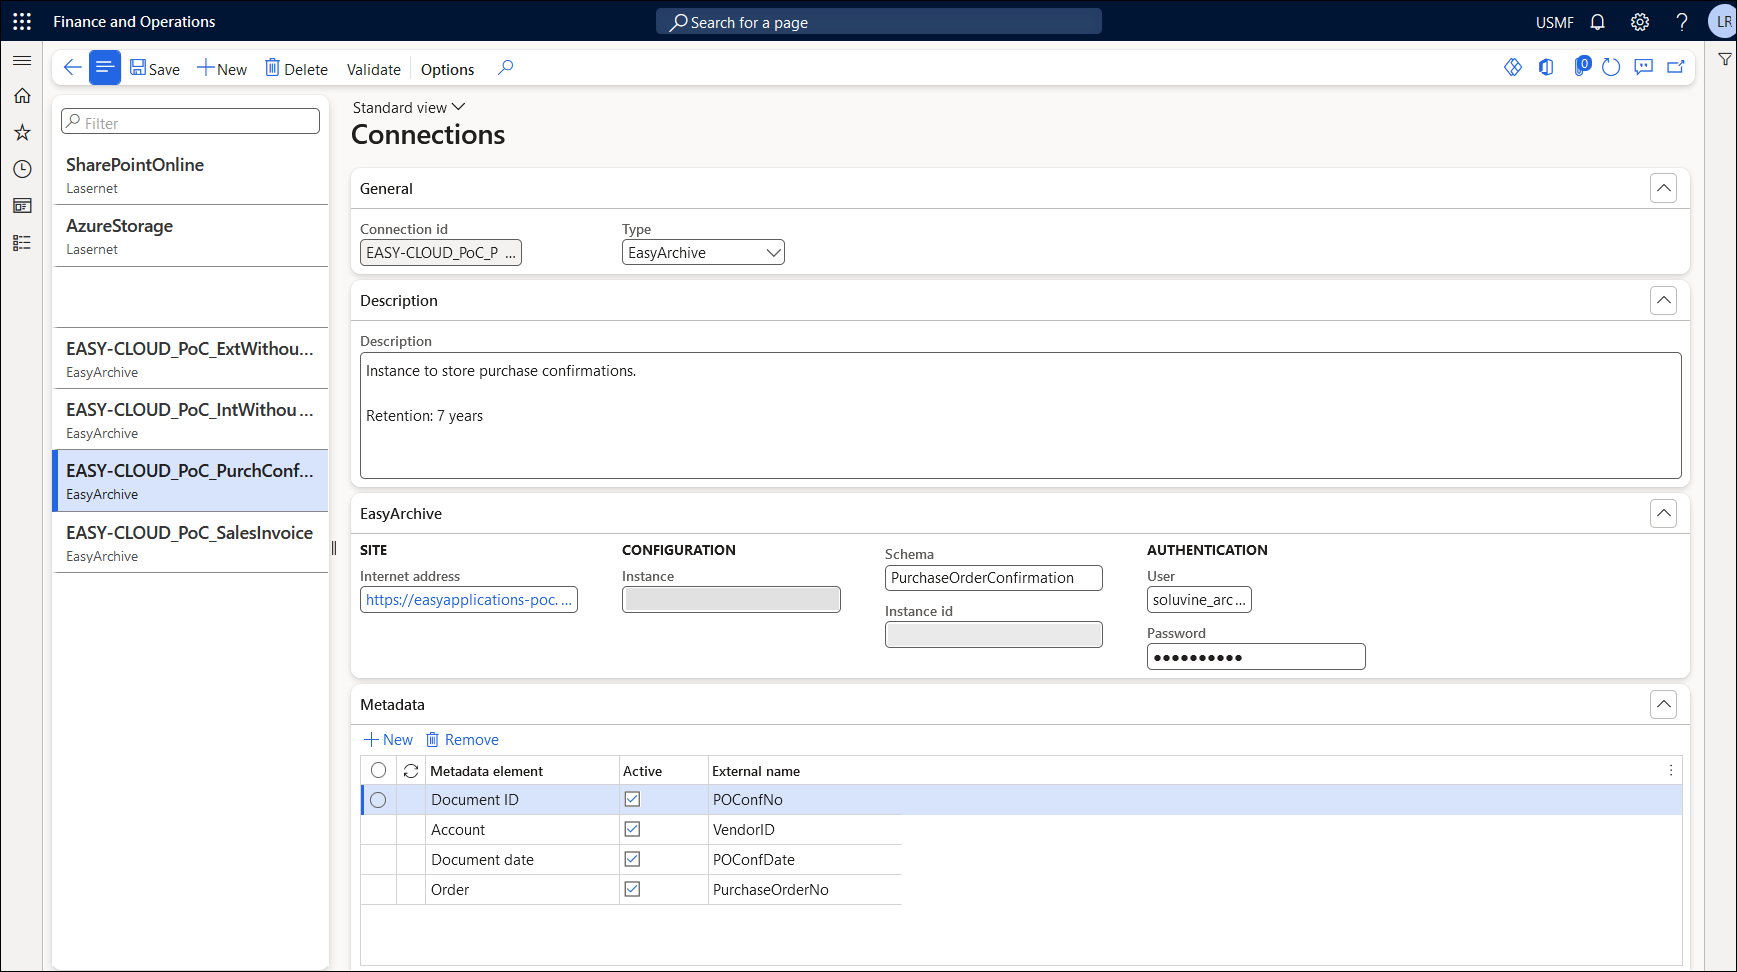 Finance and Operations
Search for a page
USMF
LR
Save
New
Delete
Validate
Options
0
Filter
SharePointOnline
Lasernet
AzureStorage
Lasernet
EASY-CLOUD_PoC_ExtWithou...
EasyArchive
EASY-CLOUD_PoC_IntWithou...
EasyArchive
EASY-CLOUD_PoC_PurchConf...
EasyArchive
EASY-CLOUD_PoC_SalesInvoice
EasyArchive
Standard view
Connections
General
Connection id
Type
EASY-CLOUD_PoC_P ...
EasyArchive
Description
Description
Instance to store purchase confirmations.
Retention: 7 years
EasyArchive
SITE
Internet address
https://easyapplications-poc. ...
CONFIGURATION
Instance
Schema
PurchaseOrderConfirmation
Instance id
AUTHENTICATION
User
soluvine_arc ...
Password
••••••••••
Metadata
New
Remove
Metadata element Active External name
Document ID POConfNo
Account VendorID
Document date POConfDate
Order PurchaseOrderNo